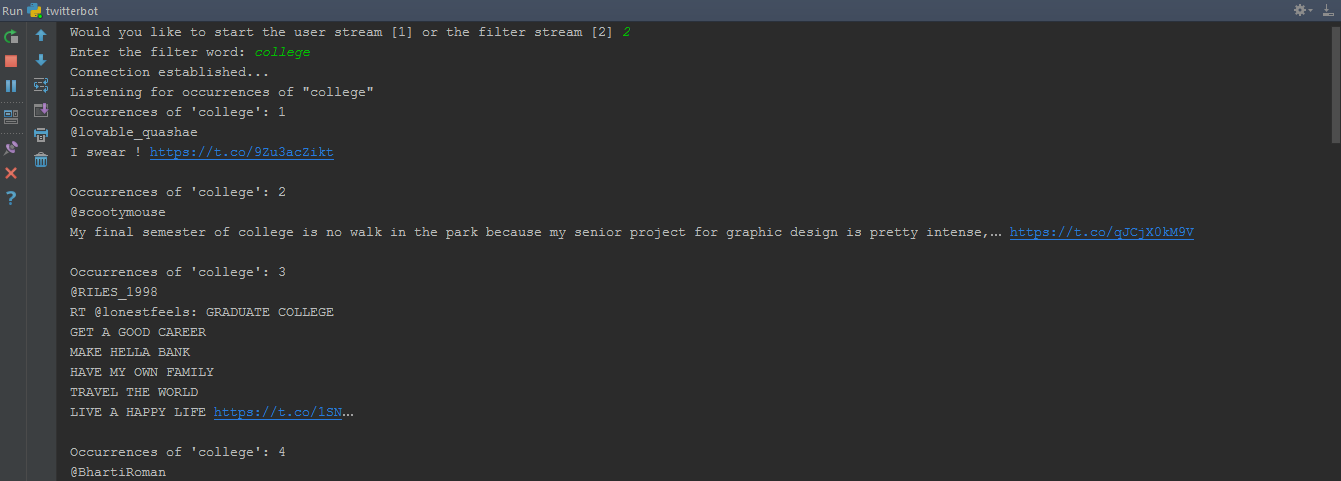 Run twitterbot
Would you like to start the user stream [1] or the filter stream [2] 2
Enter the filter word: college
Connection established...
Listening for occurrences of "college"
Occurrences of 'college': 1
@lovable_quashae
I swear ! https://t.co/9Zu3acZikt
Occurrences of 'college': 2
@scootymouse
My final semester of college is no walk in the park because my senior project for graphic design is pretty intense,… https://t.co/qJCjX0kM9V
Occurrences of 'college': 3
@RILES_1998
RT @lonestfeels: GRADUATE COLLEGE
GET A GOOD CAREER
MAKE HELLA BANK
HAVE MY OWN FAMILY
TRAVEL THE WORLD
LIVE A HAPPY LIFE https://t.co/lSN…
Occurrences of 'college': 4
@BhartiRoman